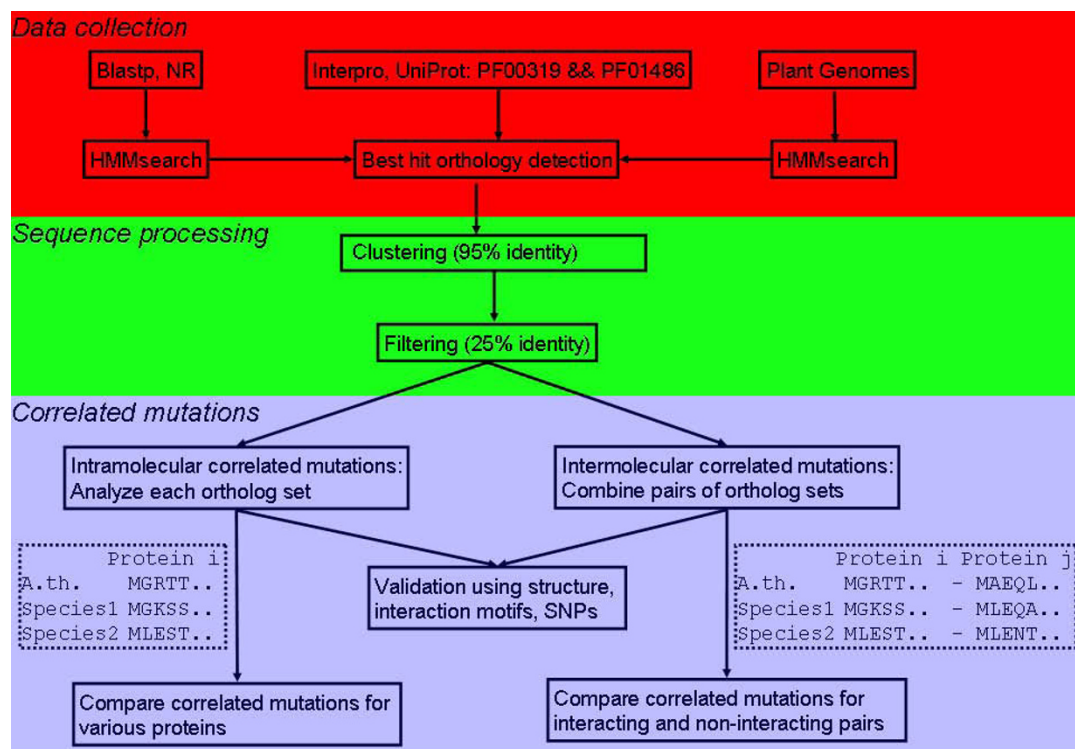 Data collection
Blastp, NR
Interpro, UniProt: PF00319 && PF01486
Plant Genomes
HMMsearch
Best hit orthology detection
HMMsearch
Sequence processing
Clustering (95% identity)
Filtering (25% identity)
Correlated mutations
Intramolecular correlated mutations:
Analyze each ortholog set
Intermolecular correlated mutations:
Combine pairs of ortholog sets
Protein i
A.th. MGRTT..
Species1 MGKSS..
Species2 MLEST..
Validation using structure,
interaction motifs, SNPs
Protein i Protein j
A.th. MGRTT.. - MAEQL..
Species1 MGKSS.. - MLEQA..
Species2 MLEST.. - MLENT..
Compare correlated mutations for
various proteins
Compare correlated mutations for
interacting and non-interacting pairs